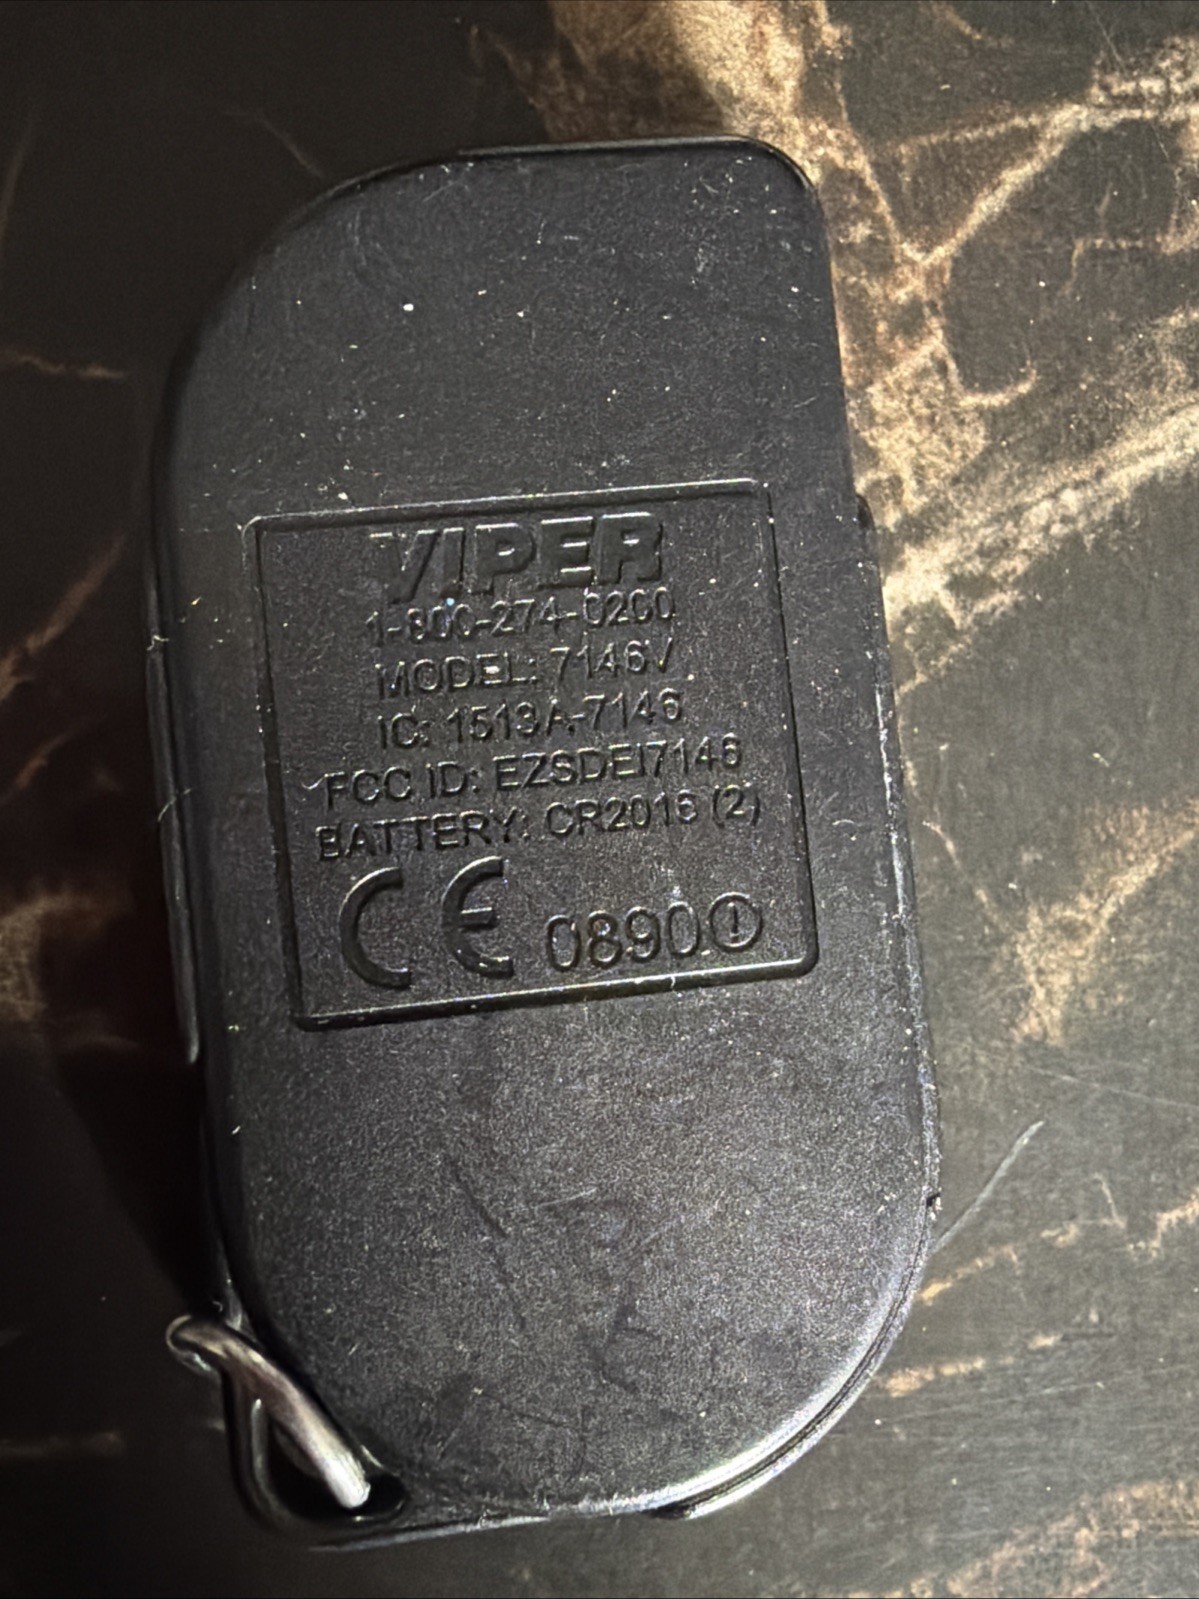 VIPER
1-800-274-0200
MODEL: 7146V
IC: 1513A-7146
FCC ID: EZSDEI7146
BATTERY: CR2016 (2)
CE 0890